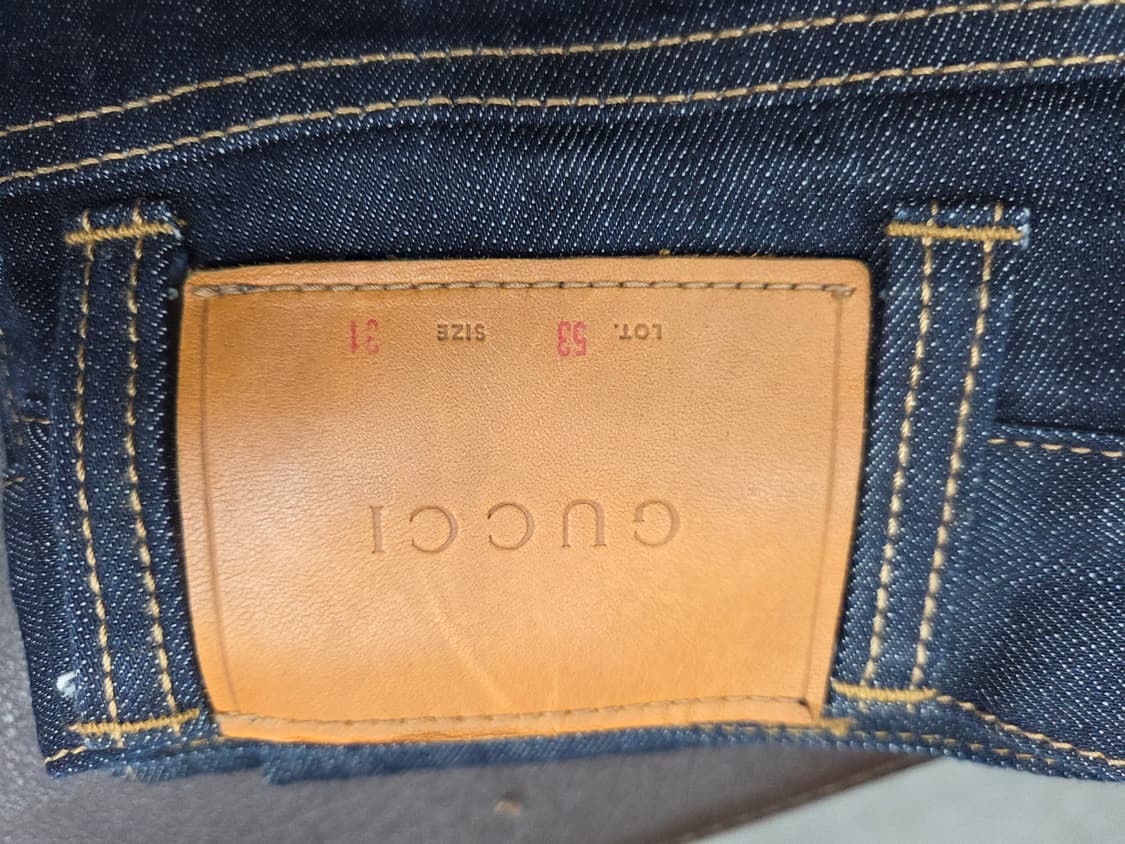 GUCCI
LOT. 53 SIZE 31